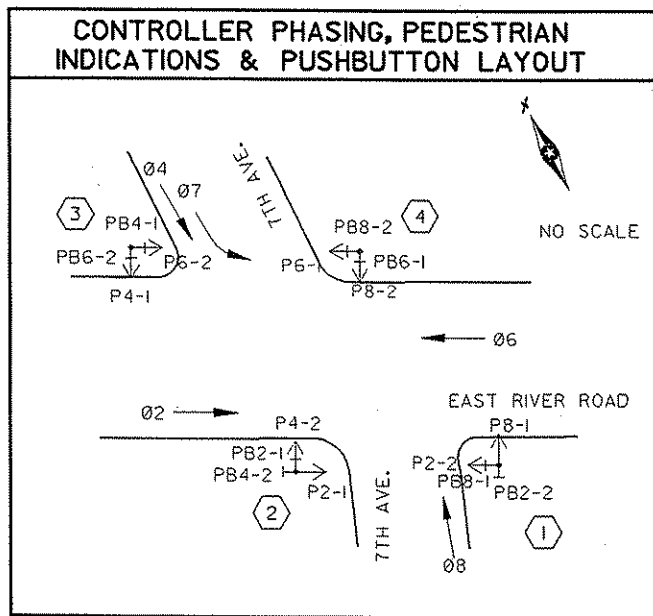 CONTROLLER PHASING, PEDESTRIAN
INDICATIONS & PUSHBUTTON LAYOUT
Ø4
Ø7
7TH AVE.
3
PB4-1
PB6-2
P6-2
P4-1
PB8-2
4
P6-1
PB6-1
P8-2
NO SCALE
Ø6
EAST RIVER ROAD
Ø2
P4-2
P8-1
PB2-1
PB4-2
P2-1
P2-2
PB8-1
PB2-2
2
7TH AVE.
1
Ø8